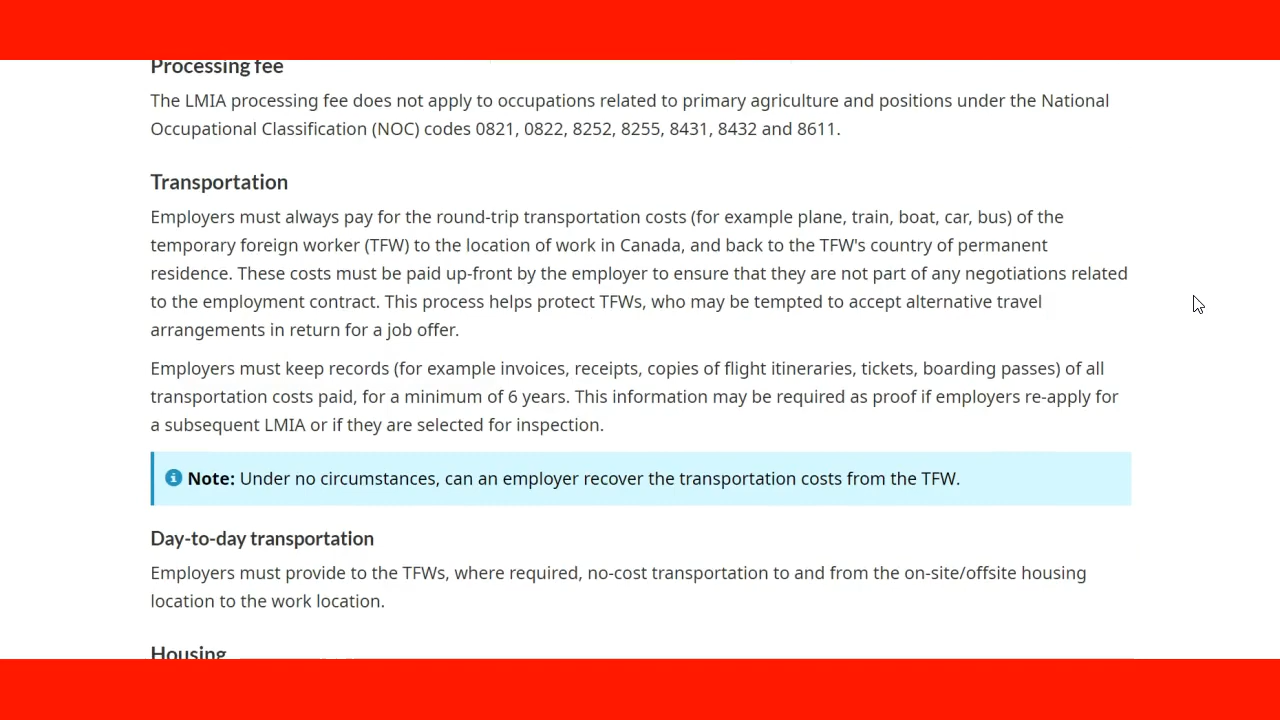 Processing fee
The LMIA processing fee does not apply to occupations related to primary agriculture and positions under the National
Occupational Classification (NOC) codes 0821, 0822, 8252, 8255, 8431, 8432 and 8611.
Transportation
Employers must always pay for the round-trip transportation costs (for example plane, train, boat, car, bus) of the
temporary foreign worker (TFW) to the location of work in Canada, and back to the TFW's country of permanent
residence. These costs must be paid up-front by the employer to ensure that they are not part of any negotiations related
to the employment contract. This process helps protect TFWs, who may be tempted to accept alternative travel
arrangements in return for a job offer.
Employers must keep records (for example invoices, receipts, copies of flight itineraries, tickets, boarding passes) of all
transportation costs paid, for a minimum of 6 years. This information may be required as proof if employers re-apply for
a subsequent LMIA or if they are selected for inspection.
Note: Under no circumstances, can an employer recover the transportation costs from the TFW.
Day-to-day transportation
Employers must provide to the TFWs, where required, no-cost transportation to and from the on-site/offsite housing
location to the work location.
Housing